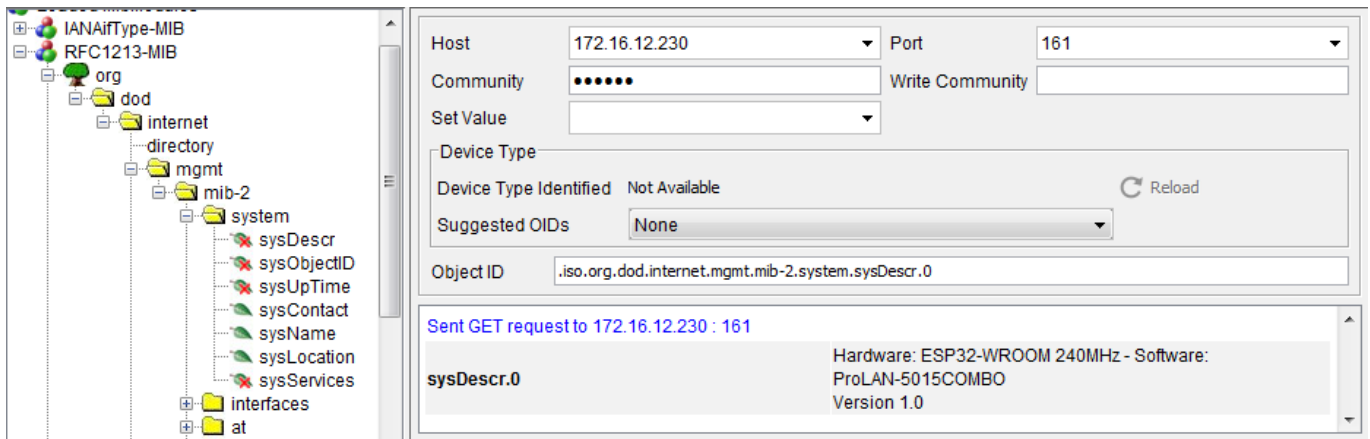 IANAifType-MIB
RFC1213-MIB
org
dod
internet
directory
mgmt
mib-2
system
sysDescr
sysObjectID
sysUpTime
sysContact
sysName
sysLocation
sysServices
interfaces
at
Host 172.16.12.230 Port 161
Community •••••• Write Community
Set Value
Device Type
Device Type Identified Not Available Reload
Suggested OIDs None
Object ID .iso.org.dod.internet.mgmt.mib-2.system.sysDescr.0
Sent GET request to 172.16.12.230 : 161
sysDescr.0
Hardware: ESP32-WROOM 240MHz - Software:
ProLAN-5015COMBO
Version 1.0